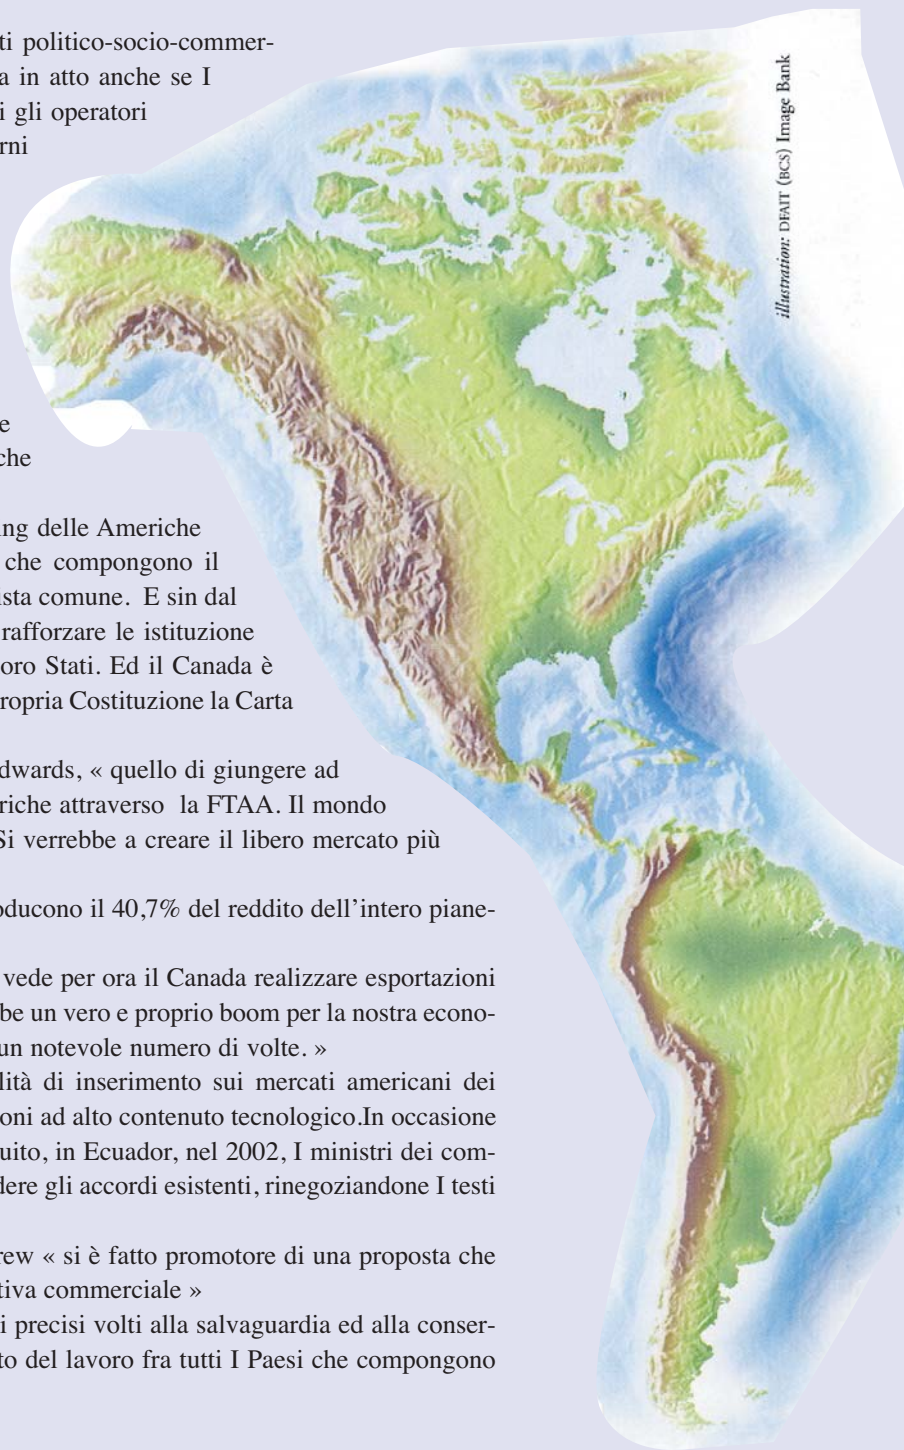 ti politico-socio-commer-
a in atto anche se I
i gli operatori
rni
e
che
ing delle Americhe
che compongono il
ista comune. E sin dal
rafforzare le istituzione
oro Stati. Ed il Canada è
ropria Costituzione la Carta
dwards, « quello di giungere ad
riche attraverso la FTAA. Il mondo
Si verrebbe a creare il libero mercato più
oducono il 40,7% del reddito dell’intero piane-
vede per ora il Canada realizzare esportazioni
be un vero e proprio boom per la nostra econo-
un notevole numero di volte. »
lità di inserimento sui mercati americani dei
oni ad alto contenuto tecnologico.In occasione
uito, in Ecuador, nel 2002, I ministri dei com-
dere gli accordi esistenti, rinegoziandone I testi
rew « si è fatto promotore di una proposta che
tiva commerciale »
i precisi volti alla salvaguardia ed alla conser-
to del lavoro fra tutti I Paesi che compongono
illustration: DFAIT (BCS) Image Bank